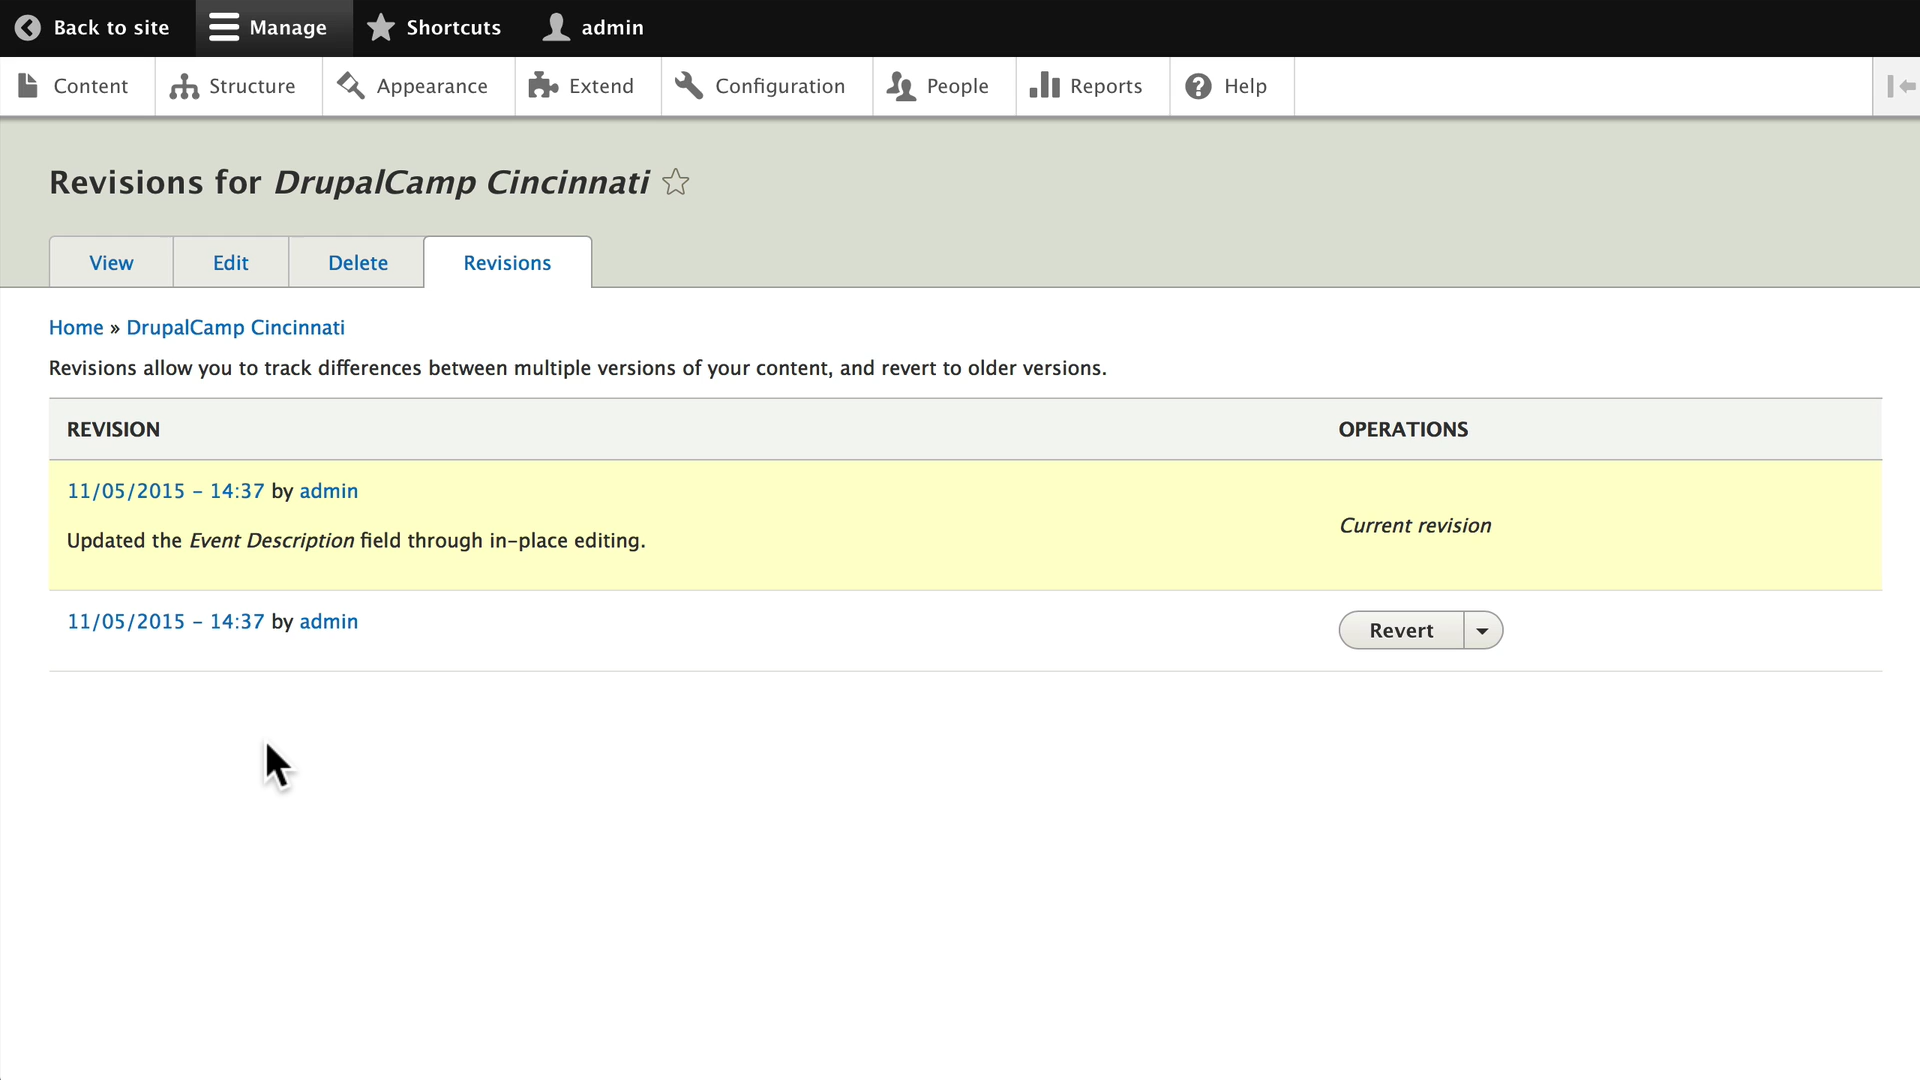 Back to site Manage Shortcuts admin
Content Structure Appearance Extend Configuration People Reports Help
Revisions for DrupalCamp Cincinnati
View Edit Delete Revisions
Home » DrupalCamp Cincinnati
Revisions allow you to track differences between multiple versions of your content, and revert to older versions.
REVISION OPERATIONS
11/05/2015 – 14:37 by admin
Current revision
Updated the Event Description field through in-place editing.
11/05/2015 – 14:37 by admin
Revert